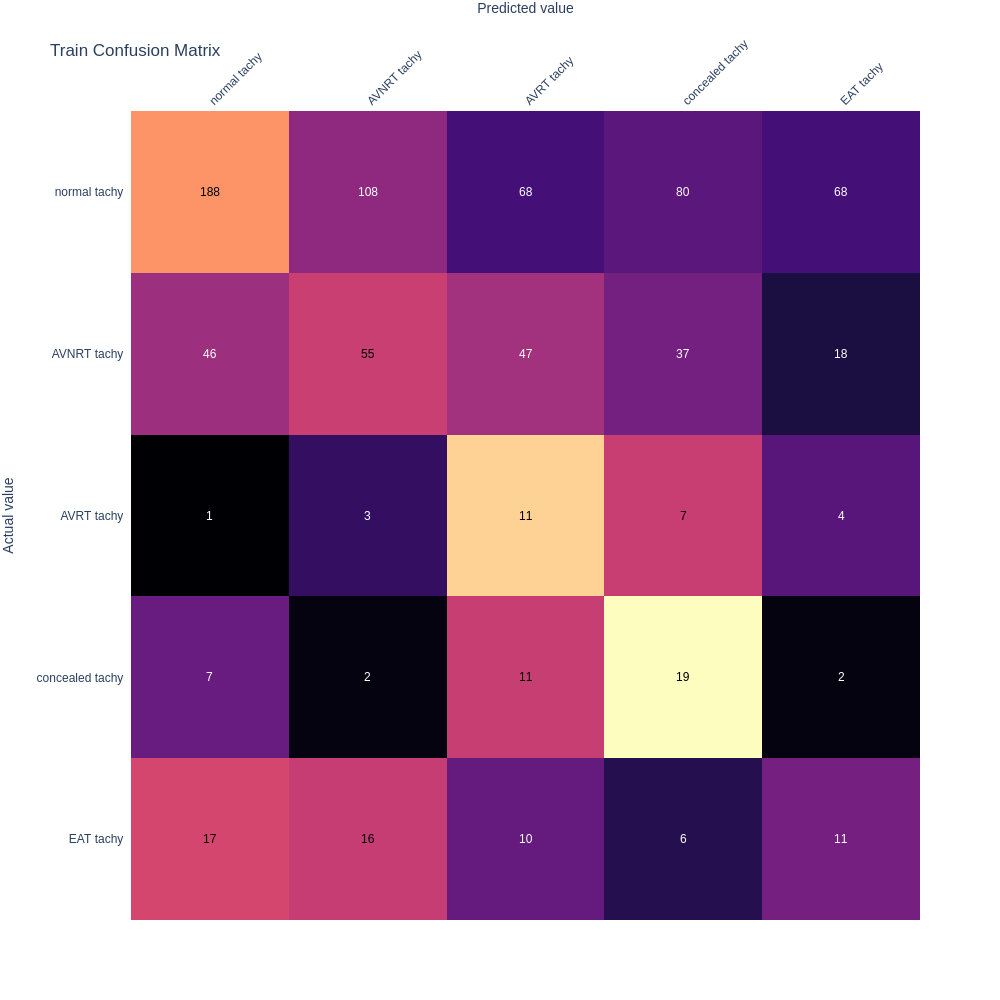 Predicted value
Train Confusion Matrix
normal tachy
AVNRT tachy
AVRT tachy
concealed tachy
EAT tachy
Actual value
normal tachy 188 108 68 80 68
AVNRT tachy 46 55 47 37 18
AVRT tachy 1 3 11 7 4
concealed tachy 7 2 11 19 2
EAT tachy 17 16 10 6 11